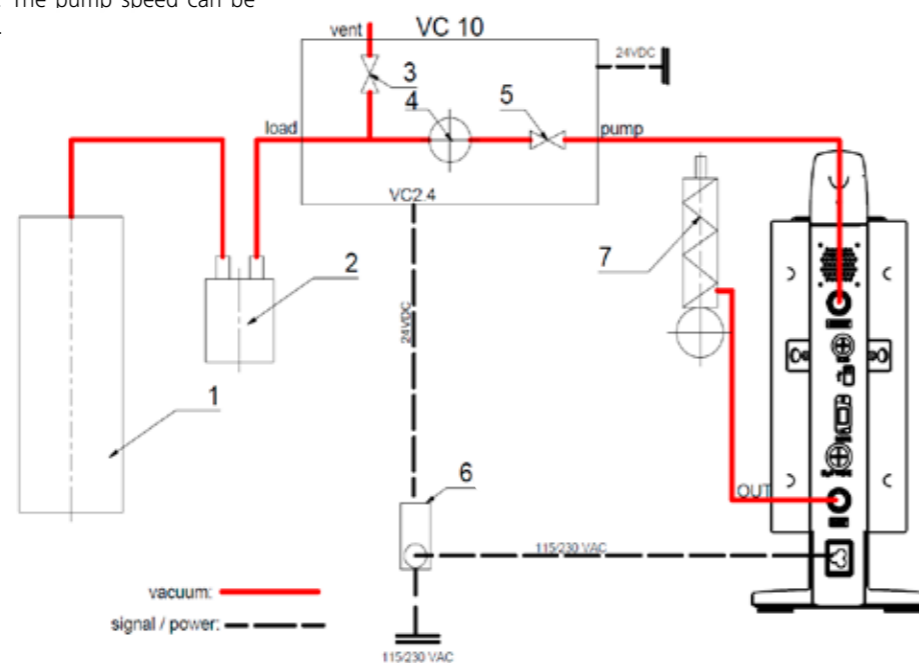 The pump speed can be
vent
VC 10
24VDC
3
4
5
load
pump
VC2.4
2
7
24VDC
1
6
OUT
115/230 VAC
vacuum:
signal / power:
115/230 VAC